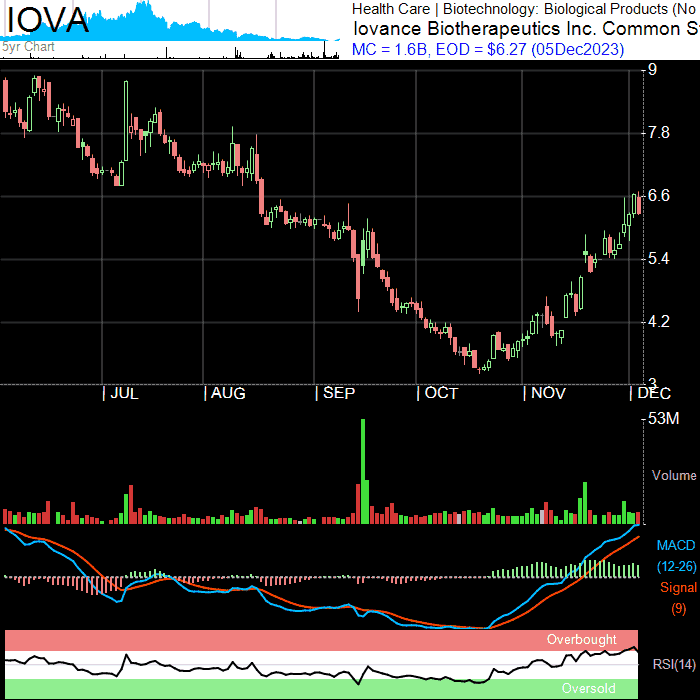 IOVA
5yr Chart
Health Care | Biotechnology: Biological Products (No
Iovance Biotherapeutics Inc. Common St
MC = 1.6B, EOD = $6.27 (05Dec2023)
9
7.8
6.6
5.4
4.2
3
JUL AUG SEP OCT NOV DEC
53M
Volume
MACD
(12-26)
Signal
(9)
Overbought
RSI(14)
Oversold